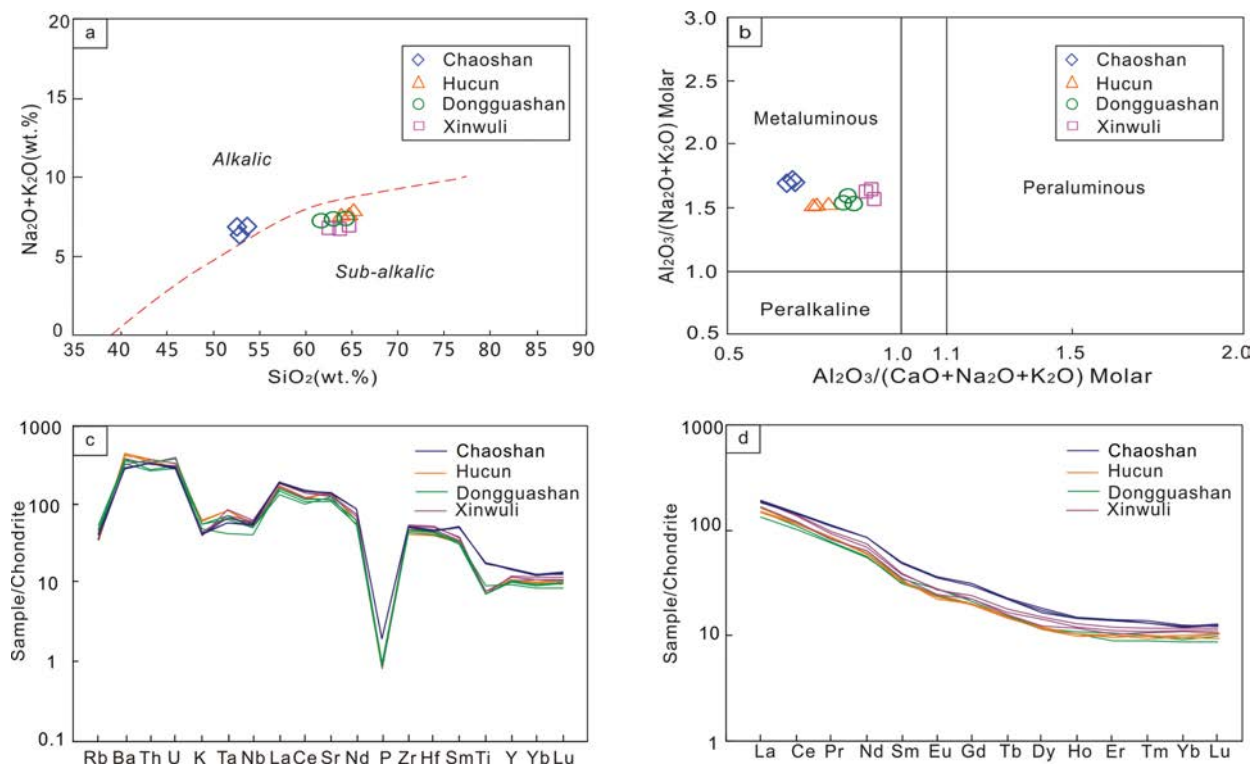 a
Na₂O+K₂O(wt.%)
20
15
10
5
0
Alkalic
Sub-alkalic
Chaoshan
Hucun
Dongguashan
Xinwuli
35 40 45 50 55 60 65 70 75 80 90
SiO₂(wt.%)
b
Al₂O₃/(Na₂O+K₂O) Molar
3.0
2.5
2.0
1.5
1.0
0.5
Metaluminous
Peraluminous
Peralkaline
Chaoshan
Hucun
Dongguashan
Xinwuli
0.5 1.0 1.1 1.5 2.0
Al₂O₃/(CaO+Na₂O+K₂O) Molar
c
Sample/Chondrite
1000
100
10
1
0.1
Chaoshan
Hucun
Dongguashan
Xinwuli
Rb Ba Th U K Ta Nb La Ce Sr Nd P Zr Hf Sm Ti Y Yb Lu
d
Sample/Chondrite
1000
100
10
1
Chaoshan
Hucun
Dongguashan
Xinwuli
La Ce Pr Nd Sm Eu Gd Tb Dy Ho Er Tm Yb Lu